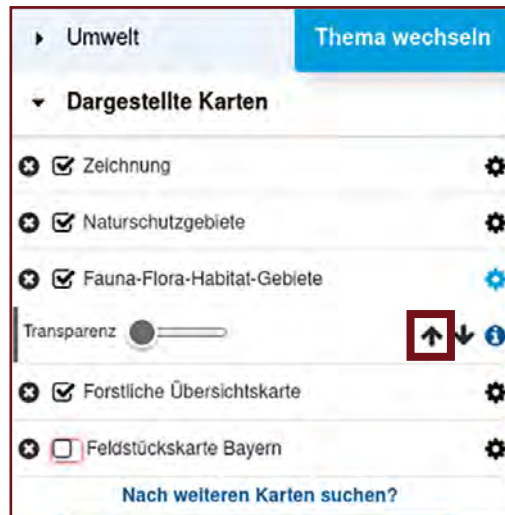 Umwelt
Thema wechseln
Dargestellte Karten
Zeichnung
Naturschutzgebiete
Fauna-Flora-Habitat-Gebiete
Transparenz
Forstliche Übersichtskarte
Feldstückskarte Bayern
Nach weiteren Karten suchen?